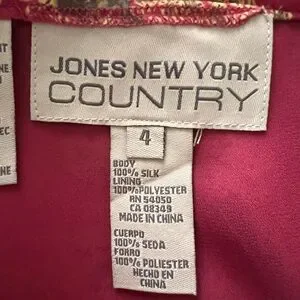 JONES NEW YORK
COUNTRY
4
BODY
100% SILK
LINING
100%POLYESTER
RN 54050
CA 08349
MADE IN CHINA
CUERPO
100% SEDA
FORRO
100% POLIESTER
HECHO EN
CHINA